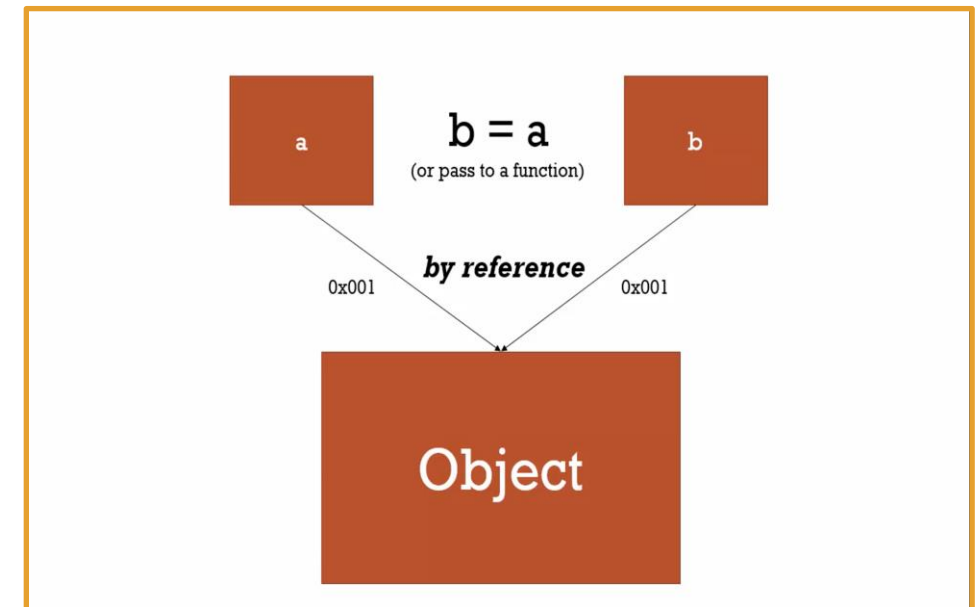 a
b = a
b
(or pass to a function)
by reference
0x001
0x001
Object